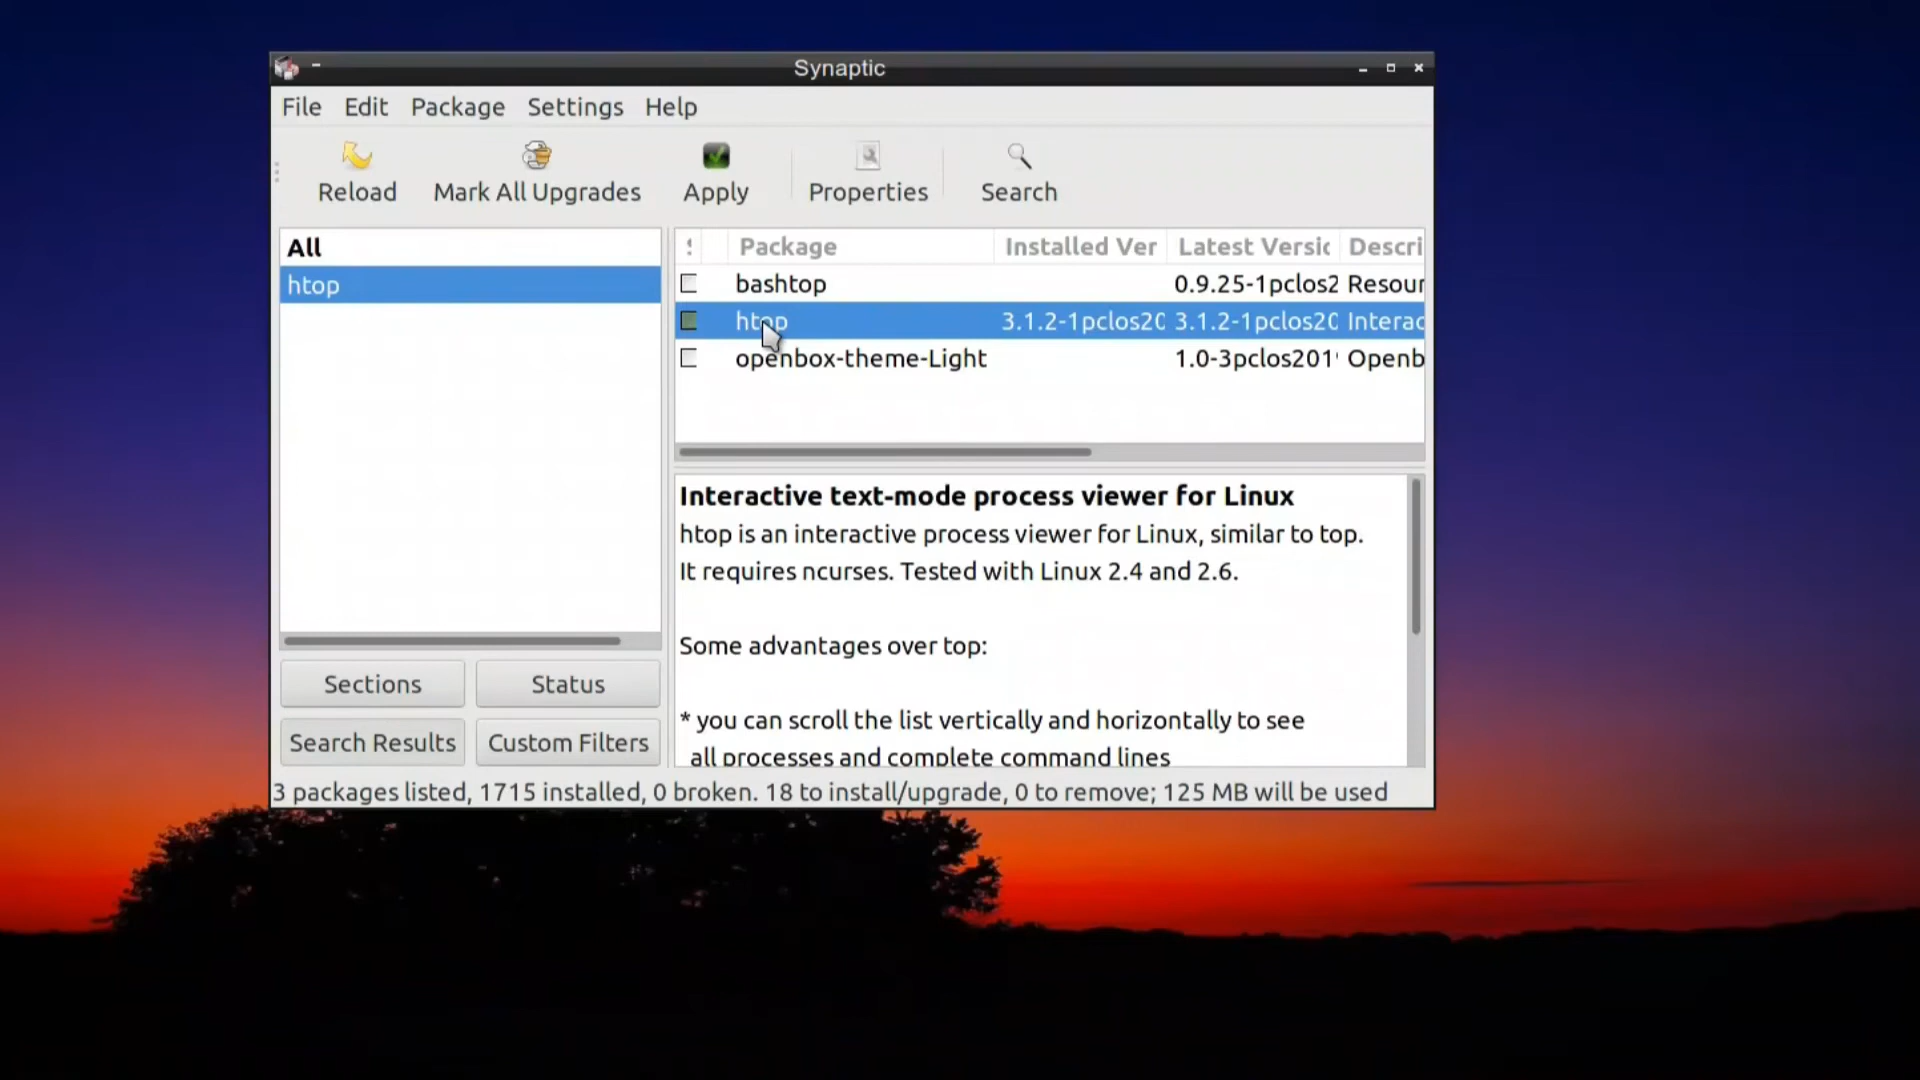 Synaptic
File Edit Package Settings Help
Reload Mark All Upgrades Apply Properties Search
All
htop
! Package Installed Ver Latest Versic Descri
bashtop 0.9.25-1pclos2 Resour
htop 3.1.2-1pclos20 3.1.2-1pclos20 Interac
openbox-theme-Light 1.0-3pclos201 Openb
Interactive text-mode process viewer for Linux
htop is an interactive process viewer for Linux, similar to top.
It requires ncurses. Tested with Linux 2.4 and 2.6.
Some advantages over top:
* you can scroll the list vertically and horizontally to see
all processes and complete command lines
Sections Status
Search Results Custom Filters
3 packages listed, 1715 installed, 0 broken. 18 to install/upgrade, 0 to remove; 125 MB will be used